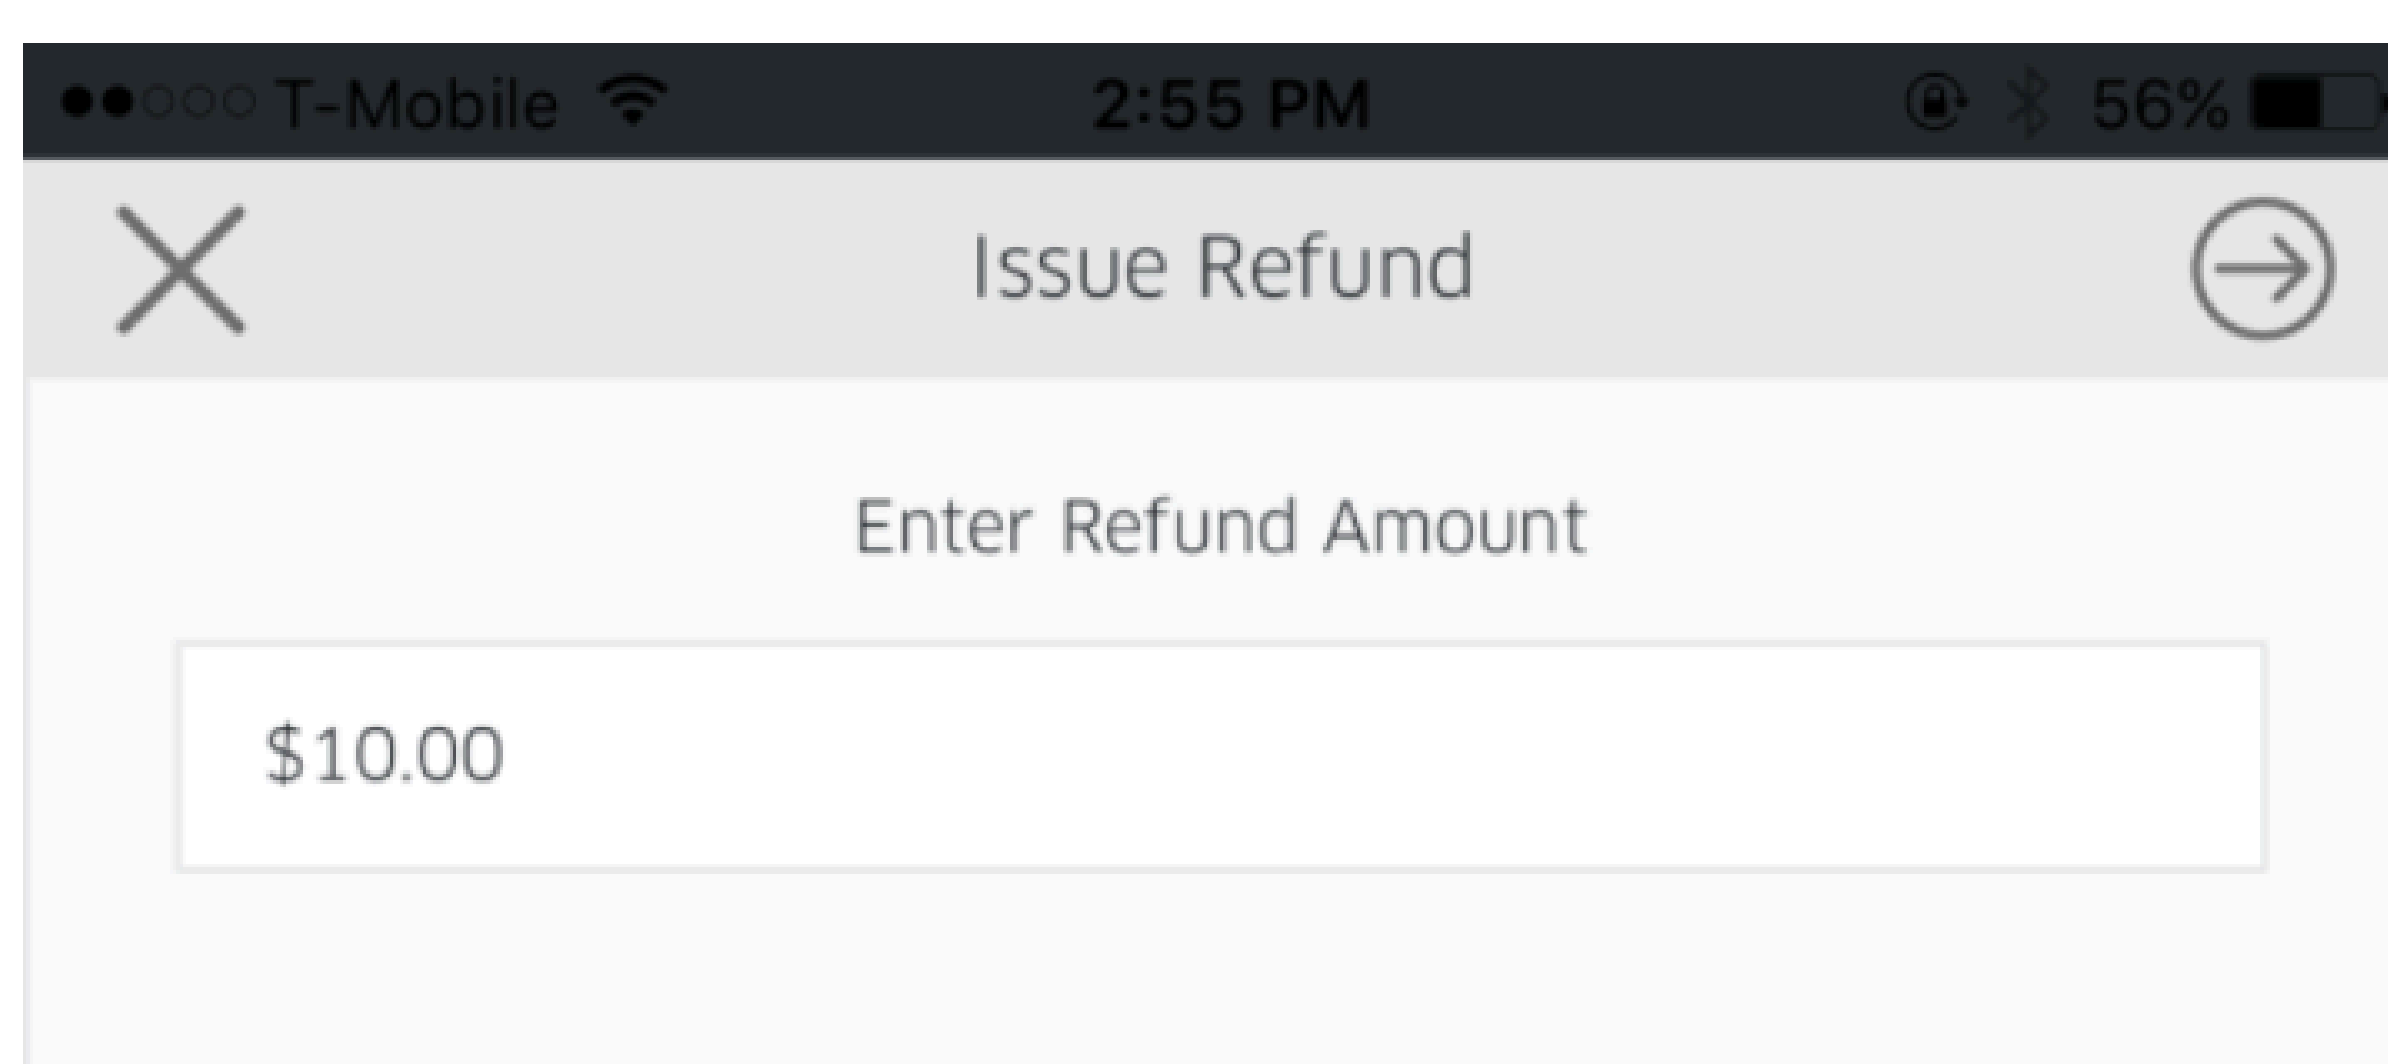 T-Mobile 2:55 PM 56%
Issue Refund
Enter Refund Amount
$10.00